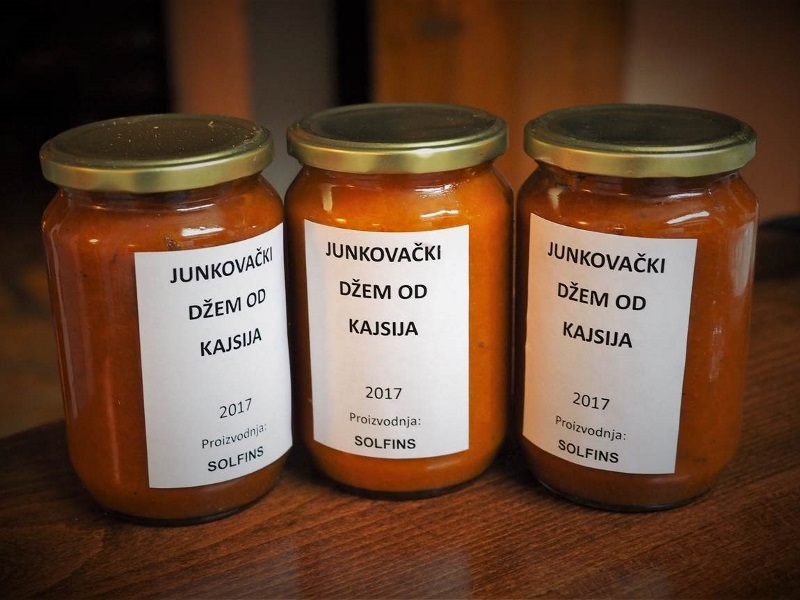 JUNKOVAČKI
DŽEM OD
KAJSIJA
2017
Proizvodnja:
SOLFINS
JUNKOVAČKI
DŽEM OD
KAJSIJA
2017
Proizvodnja:
SOLFINS
JUNKOVAČKI
DŽEM OD
KAJSIJA
2017
Proizvodnja:
SOLFINS